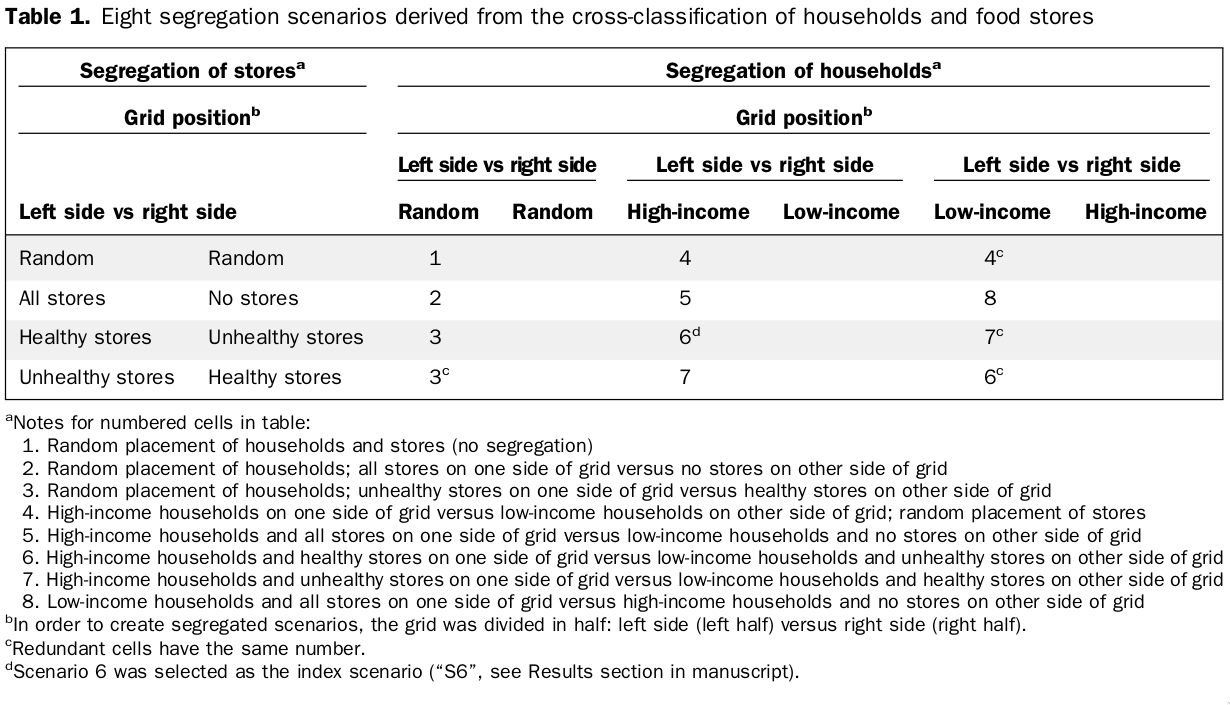 Table 1. Eight segregation scenarios derived from the cross-classification of households and food stores
Segregation of storesa Segregation of householdsa
Grid positionb Grid positionb
Left side vs right side Left side vs right side Left side vs right side
Left side vs right side Random Random High-income Low-income Low-income High-income
Random Random 1 4 4c
All stores No stores 2 5 8
Healthy stores Unhealthy stores 3 6d 7c
Unhealthy stores Healthy stores 3c 7 6c
aNotes for numbered cells in table:
1. Random placement of households and stores (no segregation)
2. Random placement of households; all stores on one side of grid versus no stores on other side of grid
3. Random placement of households; unhealthy stores on one side of grid versus healthy stores on other side of grid
4. High-income households on one side of grid versus low-income households on other side of grid; random placement of stores
5. High-income households and all stores on one side of grid versus low-income households and no stores on other side of grid
6. High-income households and healthy stores on one side of grid versus low-income households and unhealthy stores on other side of grid
7. High-income households and unhealthy stores on one side of grid versus low-income households and healthy stores on other side of grid
8. Low-income households and all stores on one side of grid versus high-income households and no stores on other side of grid
bIn order to create segregated scenarios, the grid was divided in half: left side (left half) versus right side (right half).
cRedundant cells have the same number.
dScenario 6 was selected as the index scenario (“S6”, see Results section in manuscript).